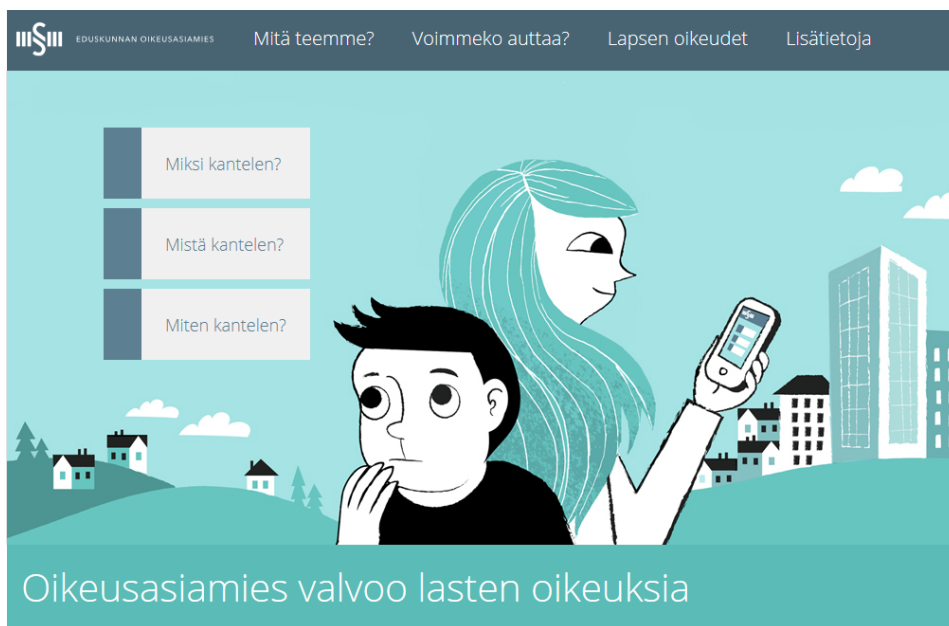 EDUSKUNNAN OIKEUSASIAMIES
Mitä teemme?
Voimmeko auttaa?
Lapsen oikeudet
Lisätietoja
Miksi kantelen?
Mistä kantelen?
Miten kantelen?
Oikeusasiamies valvoo lasten oikeuksia